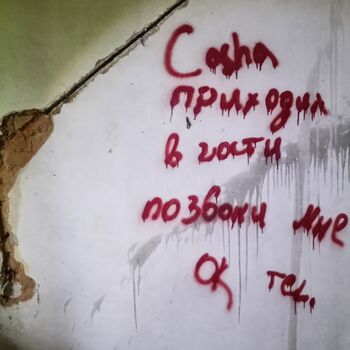 Саша
приходил
в гости
позвони мне
Ок тел.